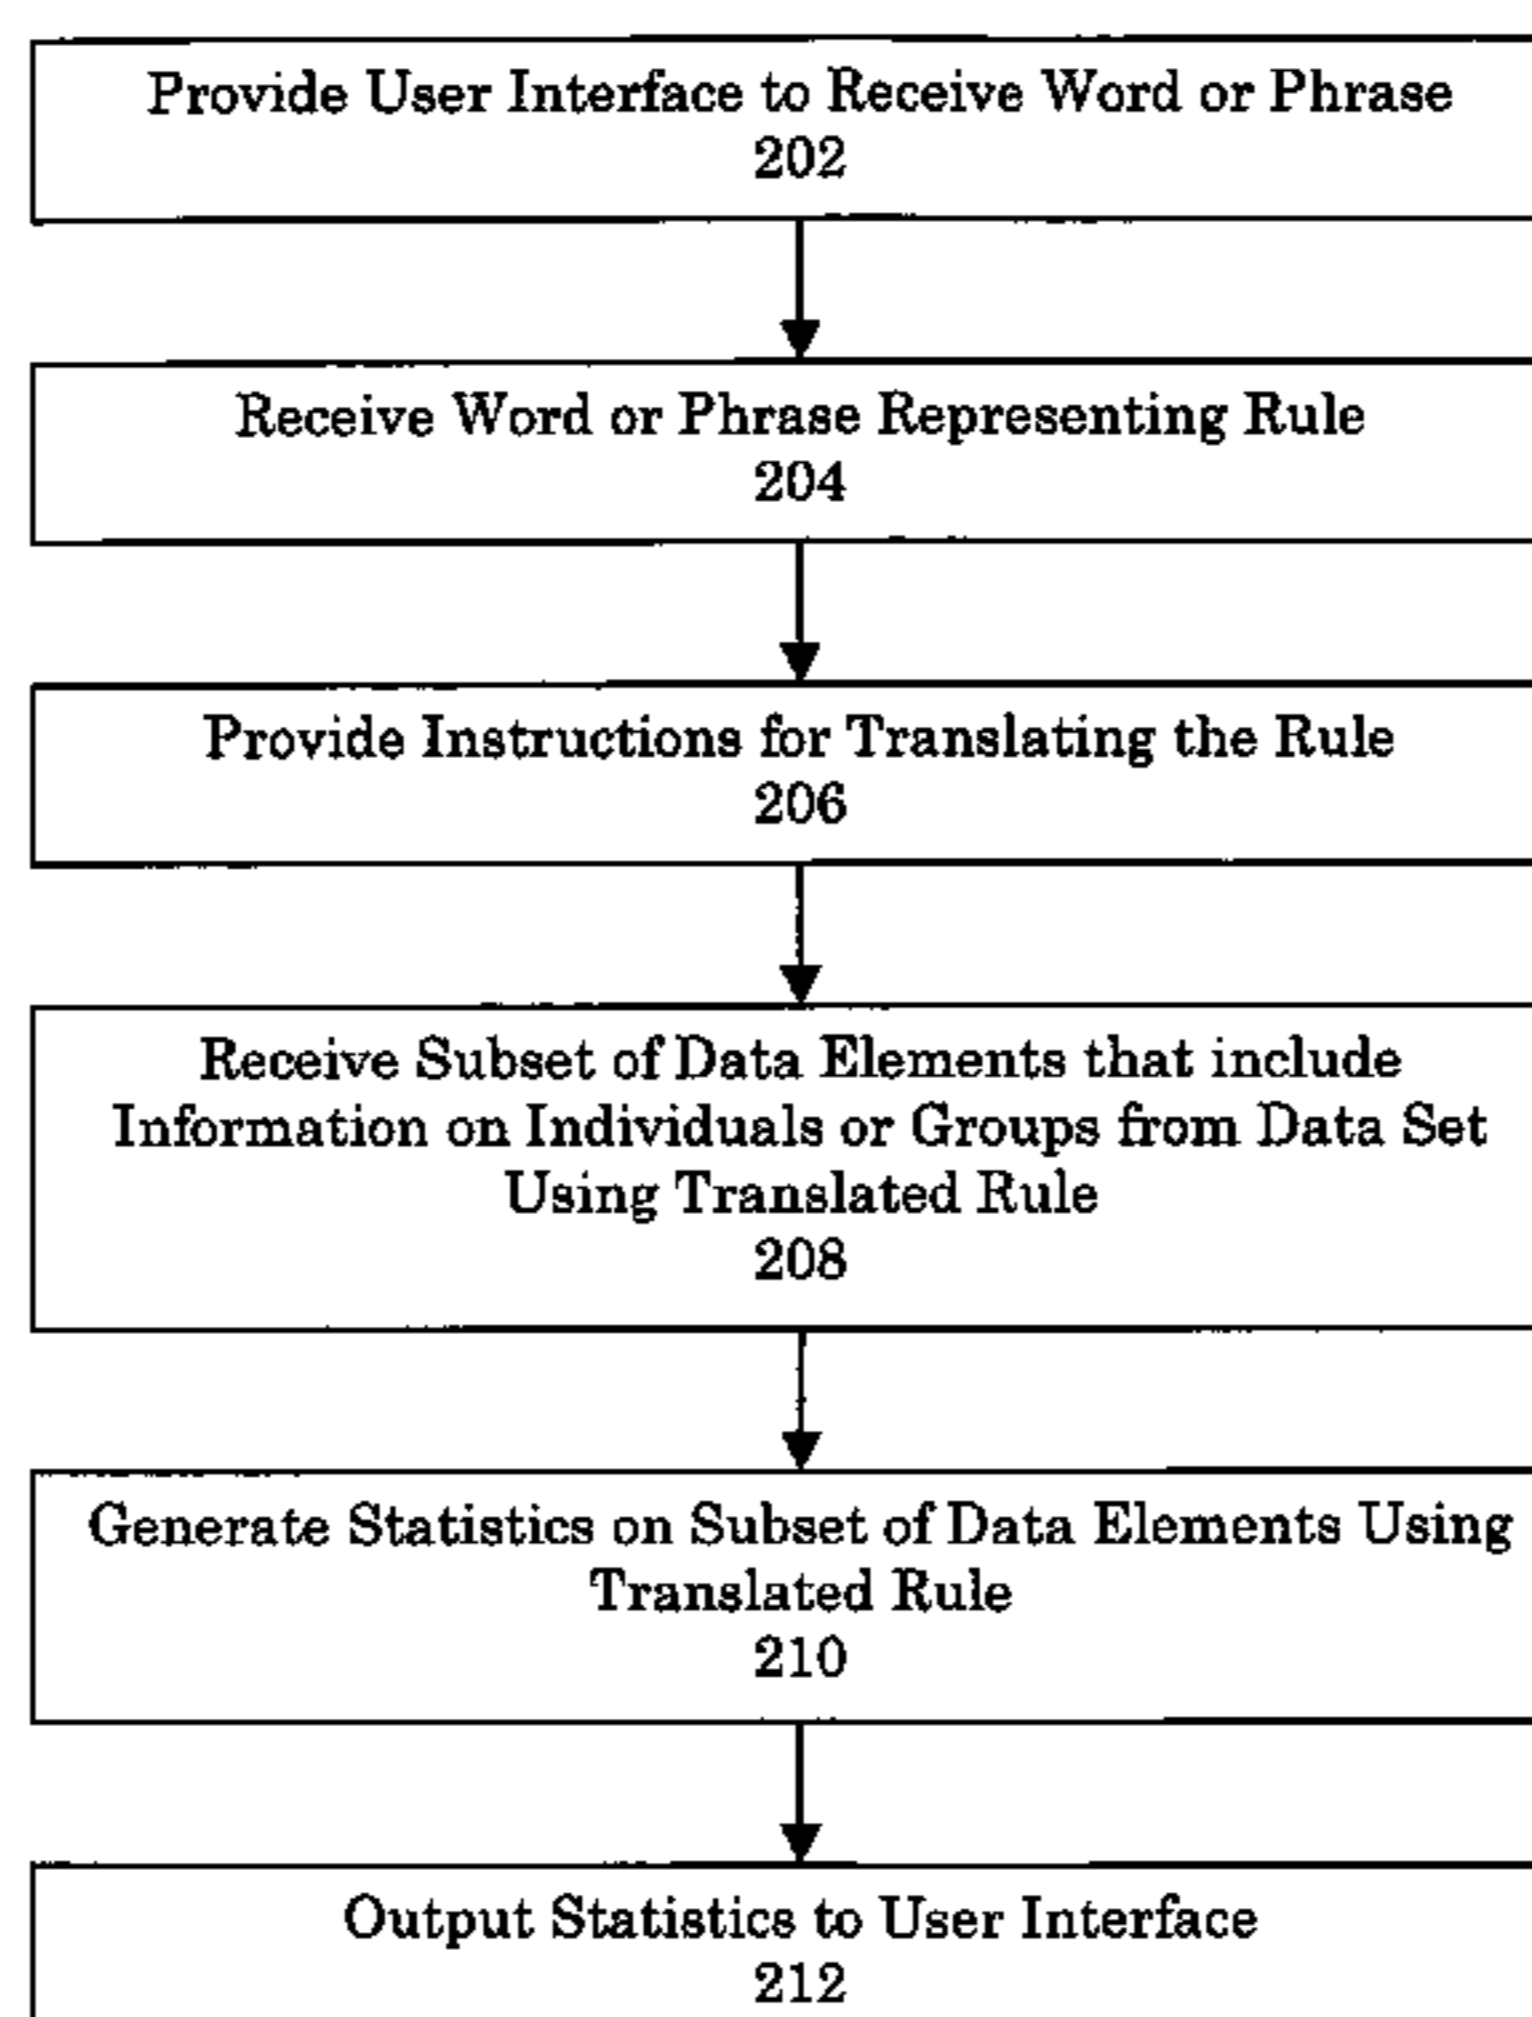 Provide User Interface to Receive Word or Phrase
202
Receive Word or Phrase Representing Rule
204
Provide Instructions for Translating the Rule
206
Receive Subset of Data Elements that include
Information on Individuals or Groups from Data Set
Using Translated Rule
208
Generate Statistics on Subset of Data Elements Using
Translated Rule
210
Output Statistics to User Interface
212